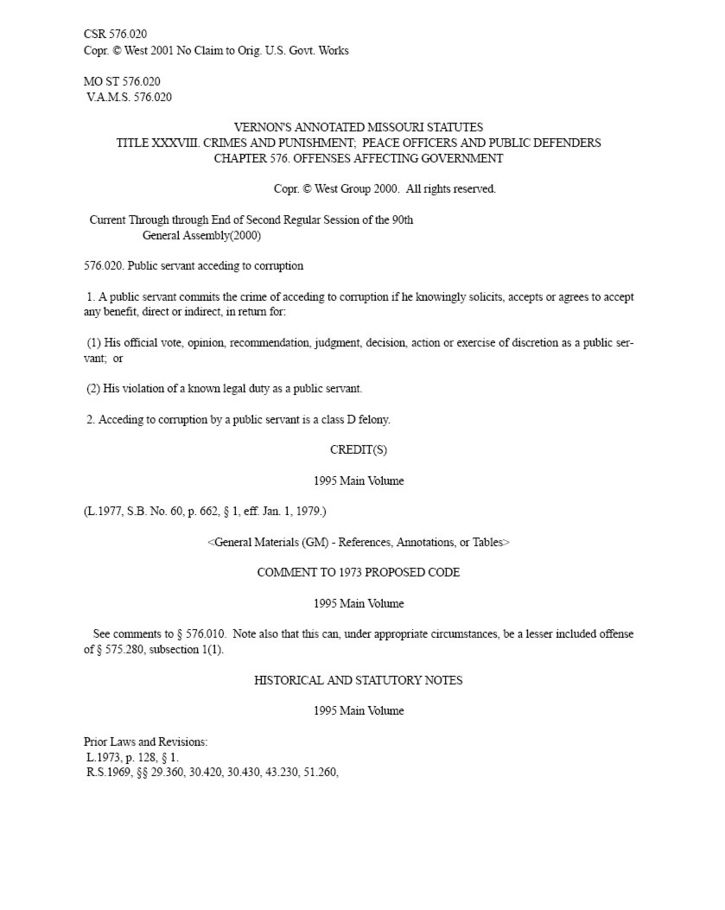 CSR 576.020
Copr. © West 2001 No Claim to Orig. U.S. Govt. Works
MO ST 576.020
V.A.M.S. 576.020
VERNON'S ANNOTATED MISSOURI STATUTES
TITLE XXXVIII. CRIMES AND PUNISHMENT; PEACE OFFICERS AND PUBLIC DEFENDERS
CHAPTER 576. OFFENSES AFFECTING GOVERNMENT
Copr. © West Group 2000. All rights reserved.
Current Through through End of Second Regular Session of the 90th
General Assembly(2000)
576.020. Public servant acceding to corruption
1. A public servant commits the crime of acceding to corruption if he knowingly solicits, accepts or agrees to accept
any benefit, direct or indirect, in return for:
(1) His official vote, opinion, recommendation, judgment, decision, action or exercise of discretion as a public ser-
vant; or
(2) His violation of a known legal duty as a public servant.
2. Acceding to corruption by a public servant is a class D felony.
CREDIT(S)
1995 Main Volume
(L.1977, S.B. No. 60, p. 662, § 1, eff. Jan. 1, 1979.)
<General Materials (GM) - References, Annotations, or Tables>
COMMENT TO 1973 PROPOSED CODE
1995 Main Volume
See comments to § 576.010. Note also that this can, under appropriate circumstances, be a lesser included offense
of § 575.280, subsection 1(1).
HISTORICAL AND STATUTORY NOTES
1995 Main Volume
Prior Laws and Revisions:
L.1973, p. 128, § 1.
R.S.1969, §§ 29.360, 30.420, 30.430, 43.230, 51.260,